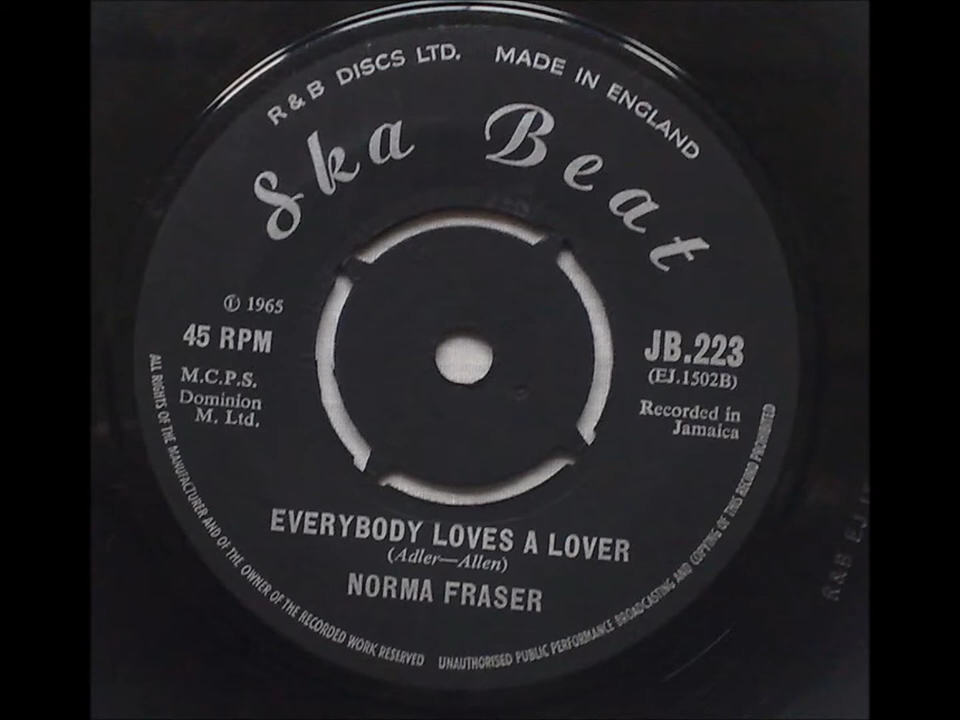 R & B DISCS LTD. MADE IN ENGLAND
Ska Beat
Ⓟ 1965
45 RPM
M.C.P.S.
Dominion
M. Ltd.
JB.223
(EJ.1502B)
Recorded in
Jamaica
EVERYBODY LOVES A LOVER
(Adler—Allen)
NORMA FRASER
ALL RIGHTS OF THE MANUFACTURER AND OF THE OWNER OF THE RECORDED WORK RESERVED
UNAUTHORISED PUBLIC PERFORMANCE BROADCASTING AND COPYING OF THIS RECORD PROHIBITED
R&B EJ